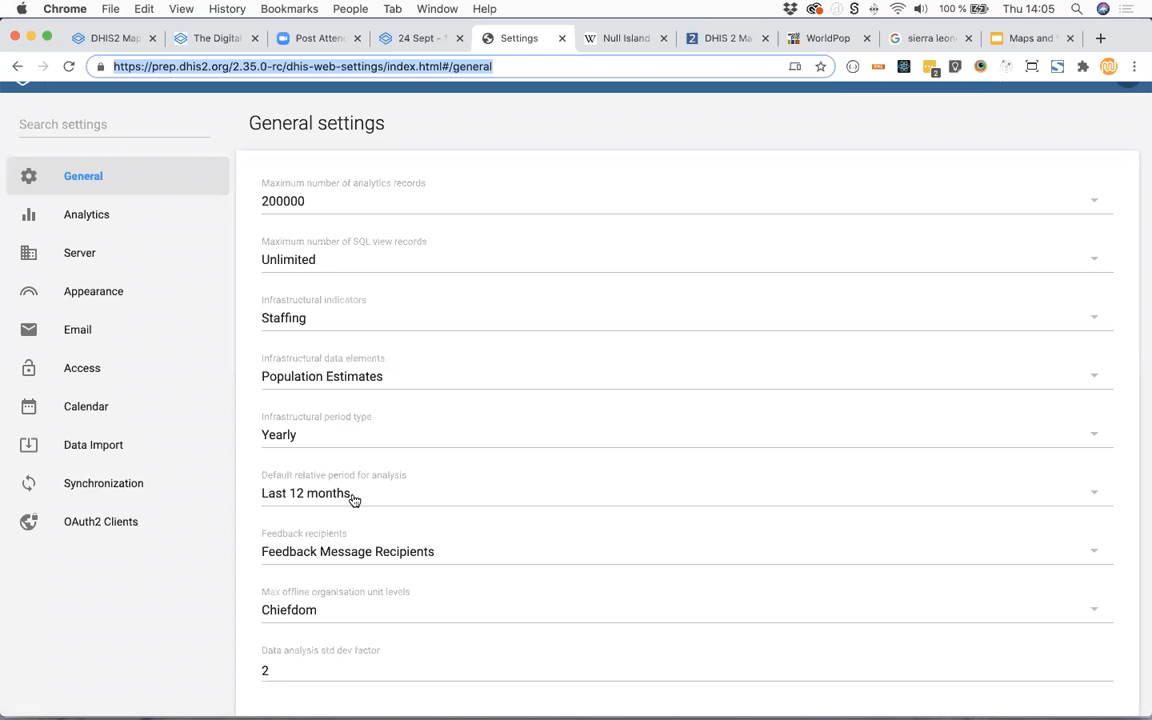 Chrome File Edit View History Bookmarks People Tab Window Help 100 % Thu 14:05
DHIS2 Map The Digital Post Atten 24 Sept - Settings Null Island DHIS 2 Ma WorldPop sierra leon Maps and
https://prep.dhis2.org/2.35.0-rc/dhis-web-settings/index.html#/general
2
Search settings
General
Analytics
Server
Appearance
Email
Access
Calendar
Data Import
Synchronization
OAuth2 Clients
General settings
Maximum number of analytics records
200000
Maximum number of SQL view records
Unlimited
Infrastructural indicators
Staffing
Infrastructural data elements
Population Estimates
Infrastructural period type
Yearly
Default relative period for analysis
Last 12 months
Feedback recipients
Feedback Message Recipients
Max offline organisation unit levels
Chiefdom
Data analysis std dev factor
2